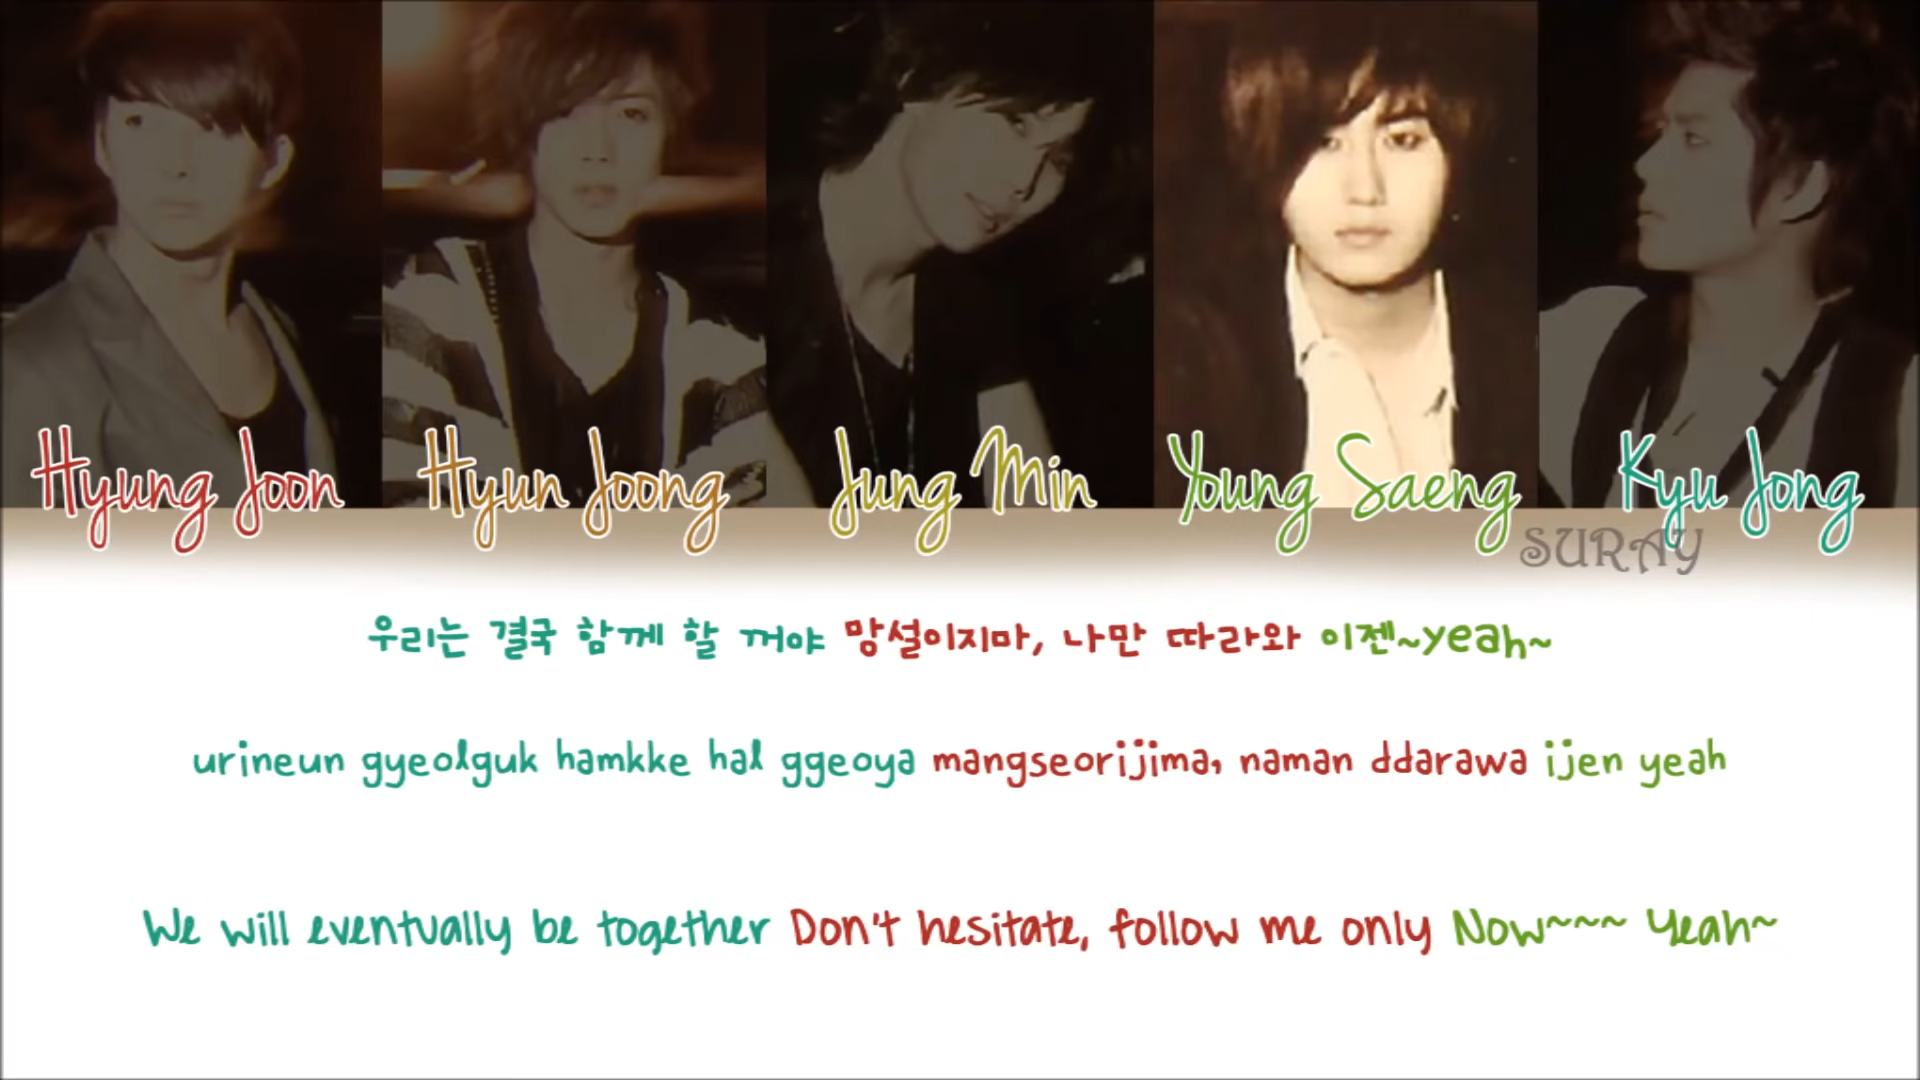 Hyung Joon Hyun Joong Jung Min Young Saeng Kyu Jong
SURAY
우리는 결국 함께 할 꺼야 망설이지마, 나만 따라와 이젠~yeah~
urineun gyeolguk hamkke hal ggeoya mangseorijima, naman ddarawa ijen yeah
We will eventually be together Don't hesitate, follow me only Now~~~ Yeah~